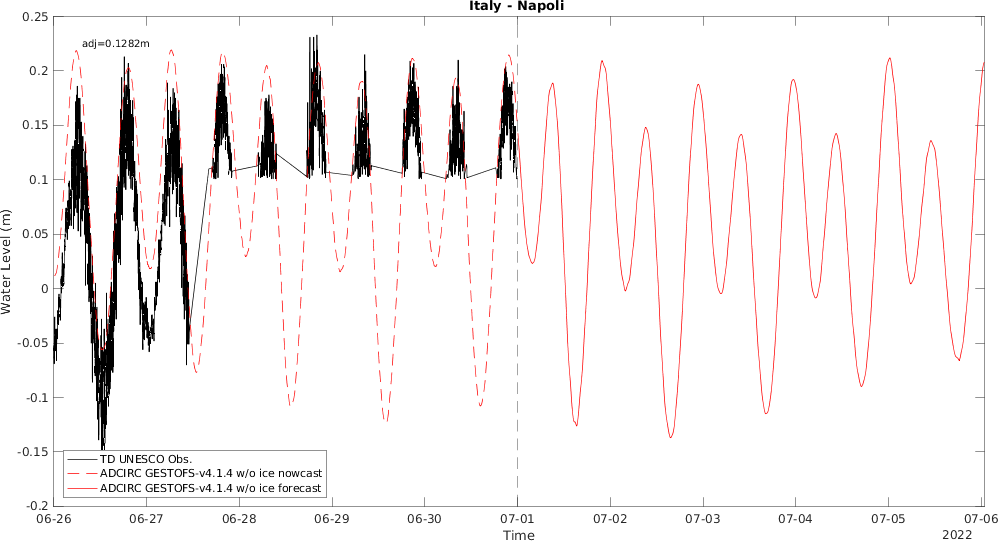 Italy - Napoli
adj=0.1282m
0.25
0.2
0.15
0.1
0.05
0
-0.05
-0.1
-0.15
-0.2
Water Level (m)
TD UNESCO Obs.
ADCIRC GESTOFS-v4.1.4 w/o ice nowcast
ADCIRC GESTOFS-v4.1.4 w/o ice forecast
06-26 06-27 06-28 06-29 06-30 07-01 07-02 07-03 07-04 07-05 07-06
Time
2022